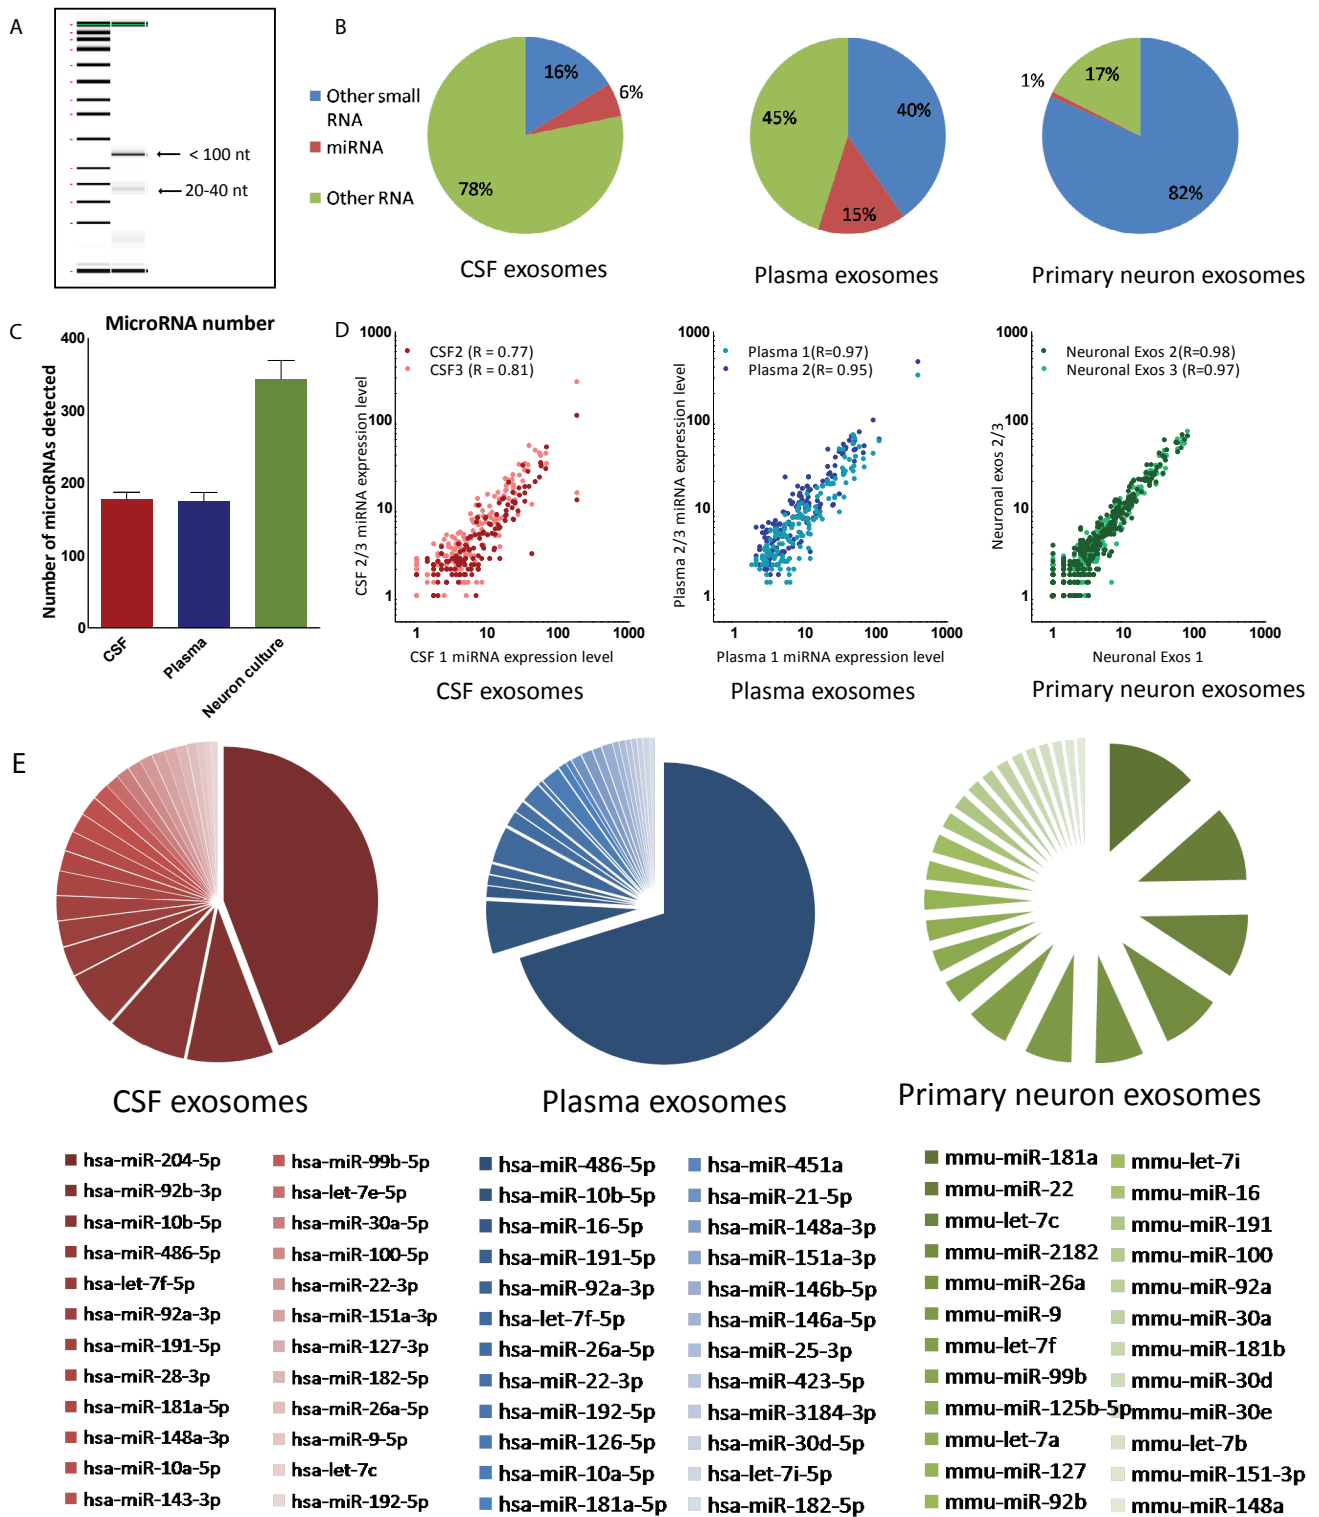 A
< 100 nt
20-40 nt
B
Other small
RNA
miRNA
Other RNA
16%
6%
78%
CSF exosomes
40%
45%
15%
Plasma exosomes
1%
17%
82%
Primary neuron exosomes
C
MicroRNA number
Number of microRNAs detected
400
300
200
100
0
CSF
Plasma
Neuron culture
D
CSF 2/3 miRNA expression level
1000
100
10
1
CSF2 (R = 0.77)
CSF3 (R = 0.81)
1 10 100 1000
CSF 1 miRNA expression level
CSF exosomes
Plasma 2/3 miRNA expression level
1000
100
10
1
Plasma 1(R=0.97)
Plasma 2(R= 0.95)
1 10 100 1000
Plasma 1 miRNA expression level
Plasma exosomes
Neuronal exos 2/3
1000
100
10
1
Neuronal Exos 2(R=0.98)
Neuronal Exos 3 (R=0.97)
1 10 100 1000
Neuronal Exos 1
Primary neuron exosomes
E
CSF exosomes
hsa-miR-204-5p
hsa-miR-92b-3p
hsa-miR-10b-5p
hsa-miR-486-5p
hsa-let-7f-5p
hsa-miR-92a-3p
hsa-miR-191-5p
hsa-miR-28-3p
hsa-miR-181a-5p
hsa-miR-148a-3p
hsa-miR-10a-5p
hsa-miR-143-3p
hsa-miR-99b-5p
hsa-let-7e-5p
hsa-miR-30a-5p
hsa-miR-100-5p
hsa-miR-22-3p
hsa-miR-151a-3p
hsa-miR-127-3p
hsa-miR-182-5p
hsa-miR-26a-5p
hsa-miR-9-5p
hsa-let-7c
hsa-miR-192-5p
Plasma exosomes
hsa-miR-486-5p
hsa-miR-10b-5p
hsa-miR-16-5p
hsa-miR-191-5p
hsa-miR-92a-3p
hsa-let-7f-5p
hsa-miR-26a-5p
hsa-miR-22-3p
hsa-miR-192-5p
hsa-miR-126-5p
hsa-miR-10a-5p
hsa-miR-181a-5p
hsa-miR-451a
hsa-miR-21-5p
hsa-miR-148a-3p
hsa-miR-151a-3p
hsa-miR-146b-5p
hsa-miR-146a-5p
hsa-miR-25-3p
hsa-miR-423-5p
hsa-miR-3184-3p
hsa-miR-30d-5p
hsa-let-7i-5p
hsa-miR-182-5p
Primary neuron exosomes
mmu-miR-181a
mmu-miR-22
mmu-let-7c
mmu-miR-2182
mmu-miR-26a
mmu-miR-9
mmu-let-7f
mmu-miR-99b
mmu-miR-125b-5p
mmu-let-7a
mmu-miR-127
mmu-miR-92b
mmu-let-7i
mmu-miR-16
mmu-miR-191
mmu-miR-100
mmu-miR-92a
mmu-miR-30a
mmu-miR-181b
mmu-miR-30d
mmu-miR-30e
mmu-let-7b
mmu-miR-151-3p
mmu-miR-148a